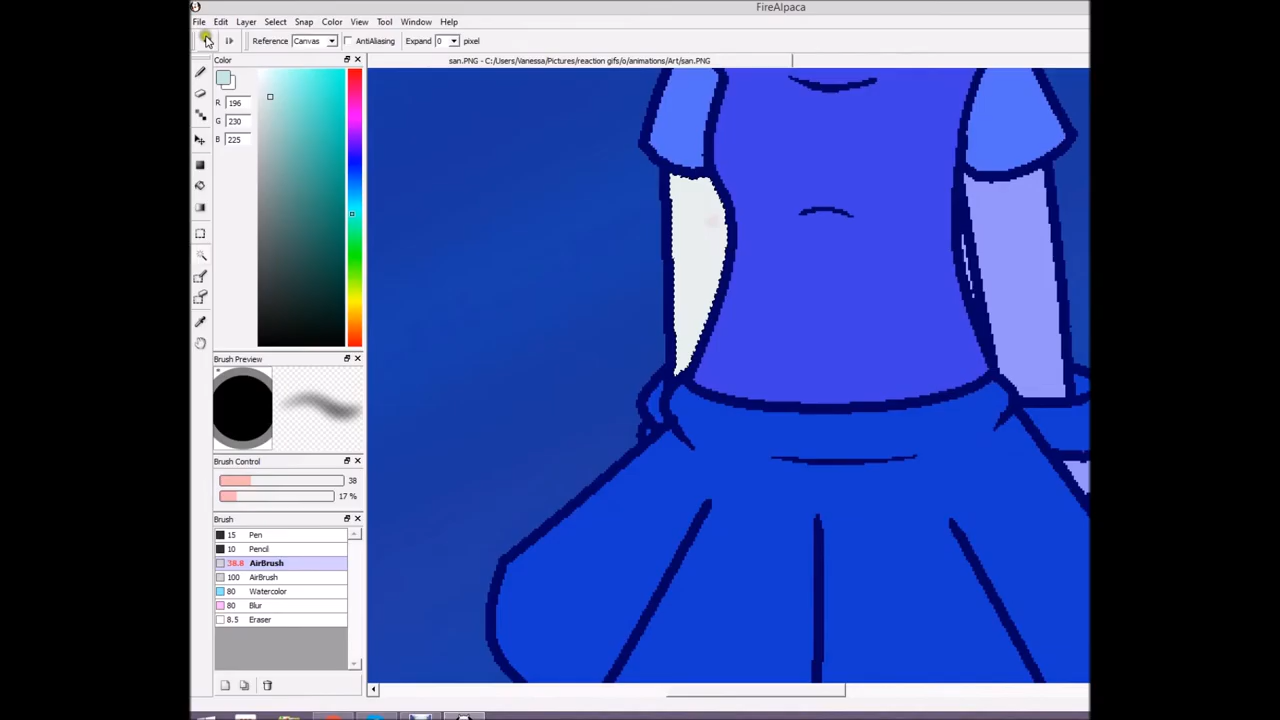 FireAlpaca
File Edit Layer Select Snap Color View Tool Window Help
Reference Canvas AntiAliasing Expand 0 pixel
Color
san.PNG - C:/Users/Vanessa/Pictures/reaction gifs/o/animations/Art/san.PNG
R 196
G 230
B 225
Brush Preview
Brush Control
38
17 %
Brush
15 Pen
10 Pencil
38.8 AirBrush
100 AirBrush
80 Watercolor
80 Blur
8.5 Eraser